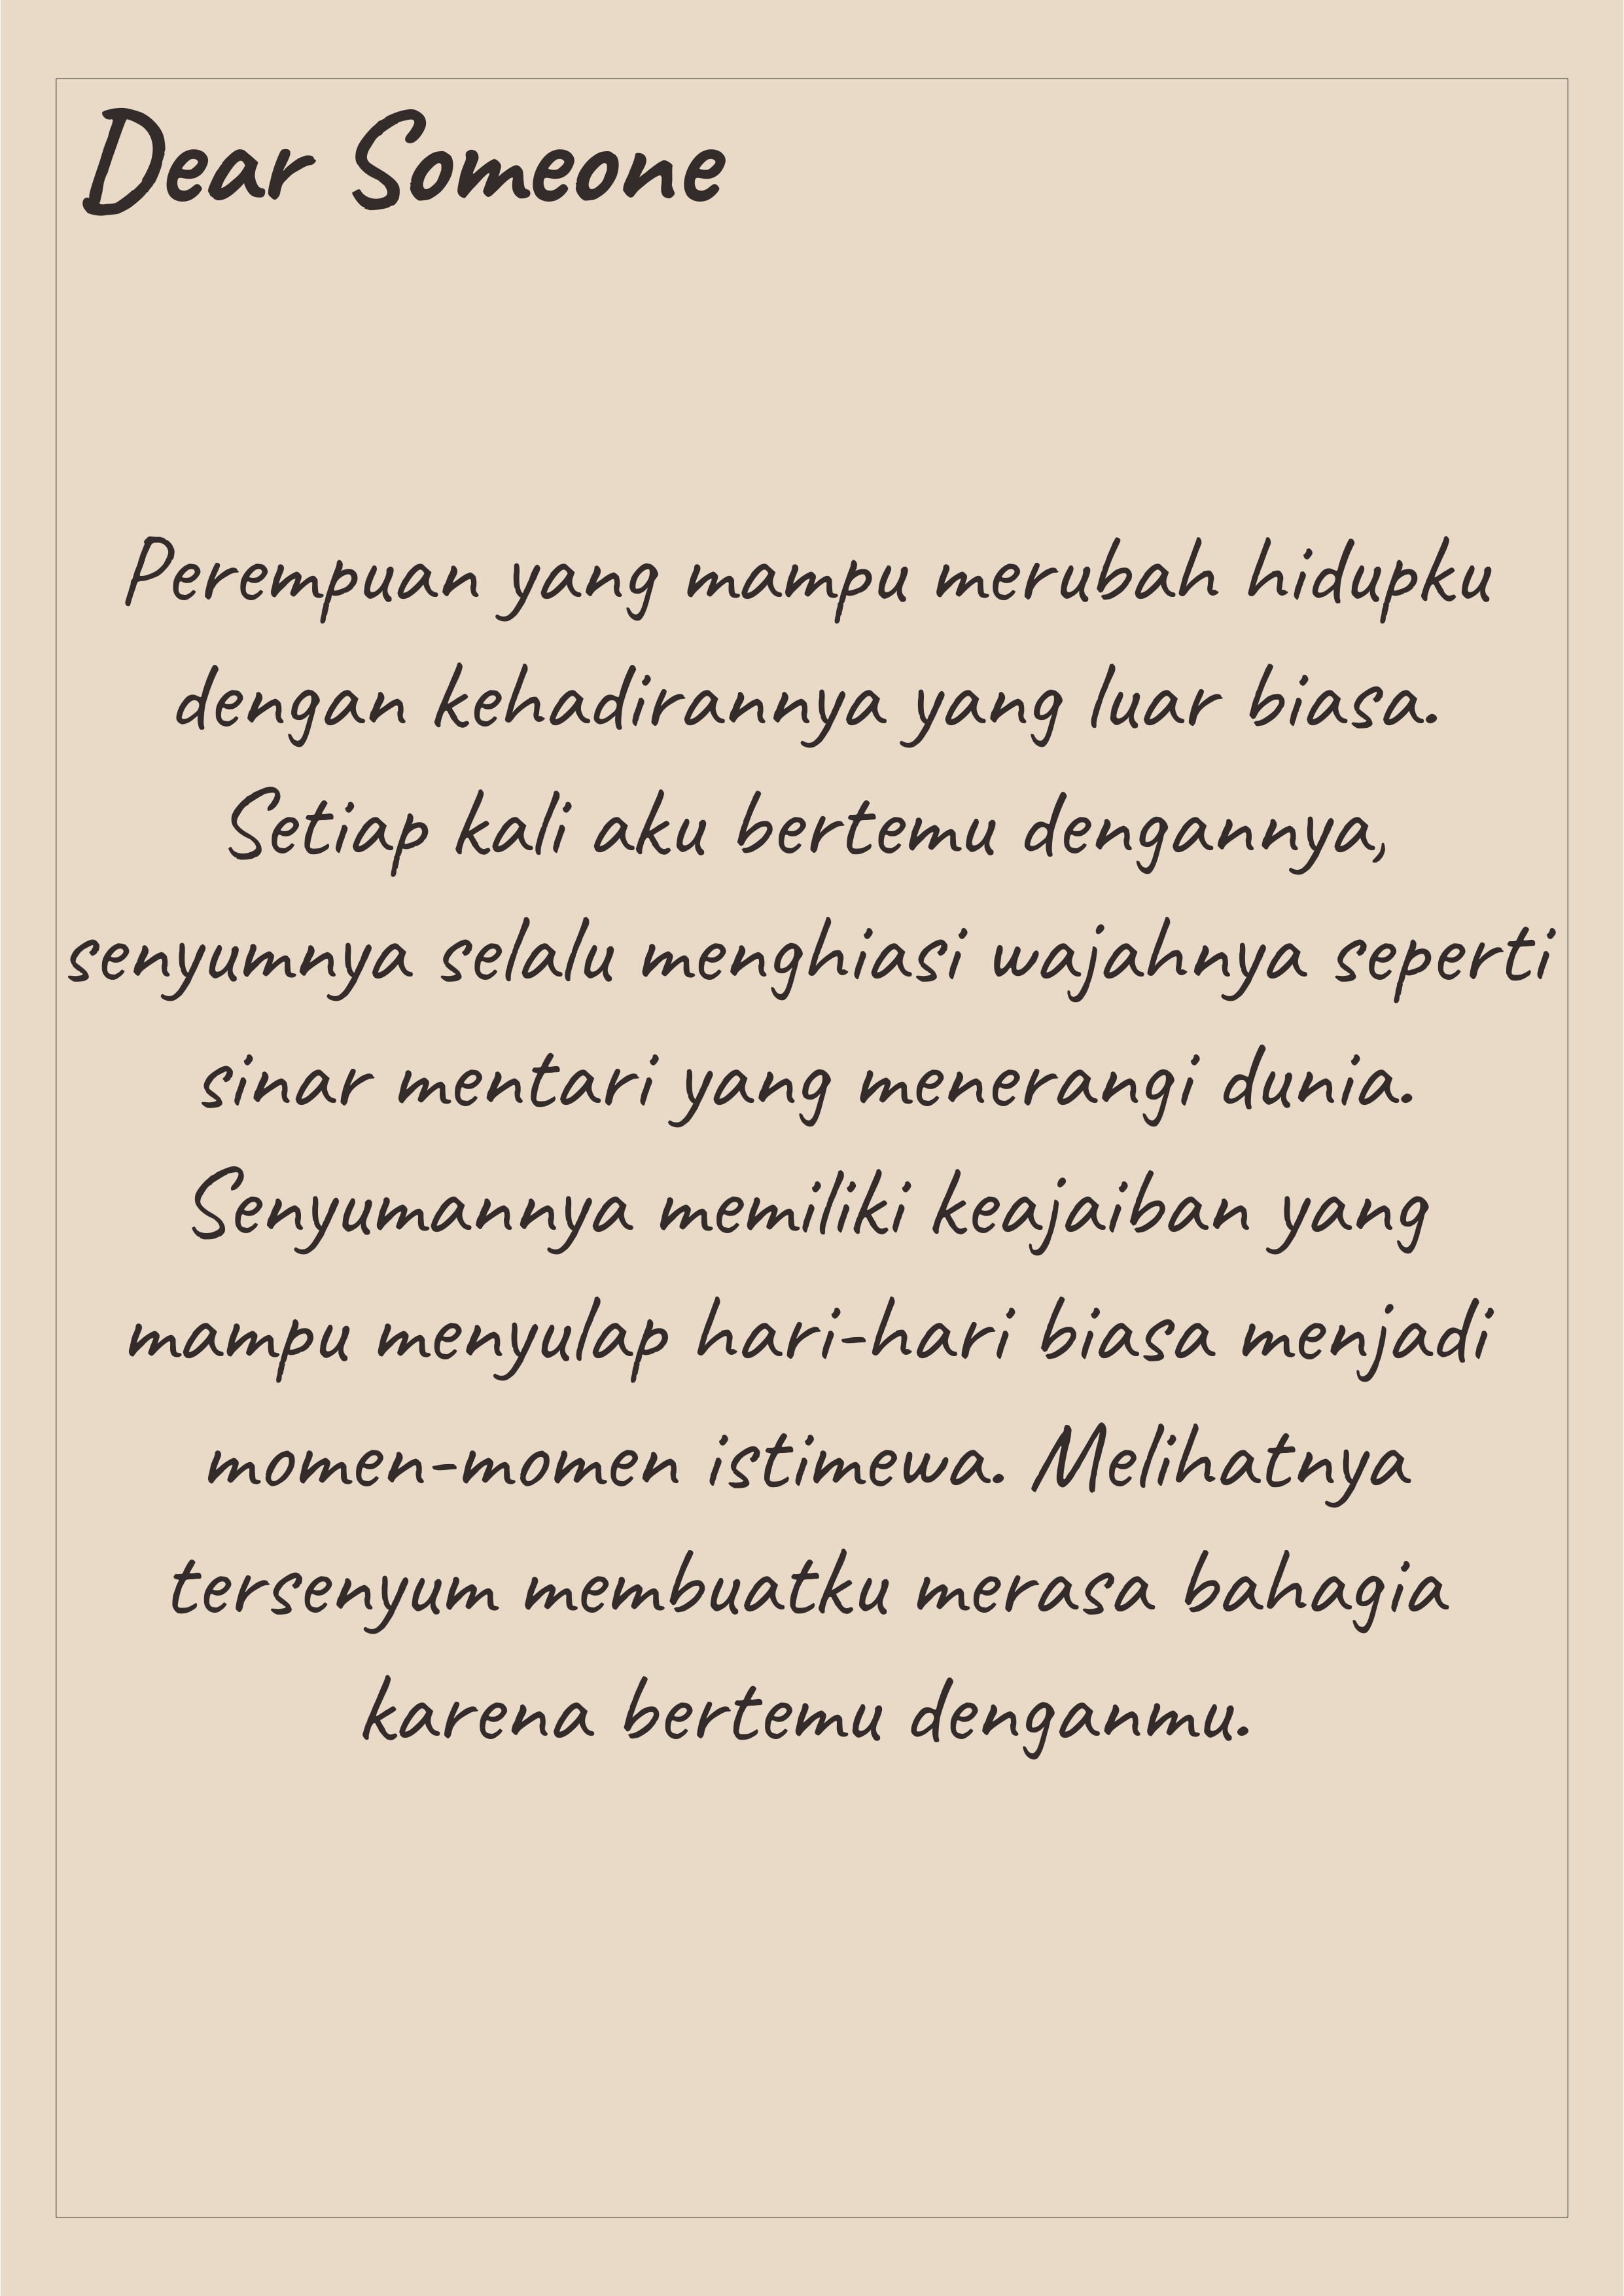 Dear Someone
Perempuan yang mampu merubah hidupku
dengan kehadirannya yang luar biasa.
Setiap kali aku bertemu dengannya,
senyumnya selalu menghiasi wajahnya seperti
sinar mentari yang menerangi dunia.
Senyumannya memiliki keajaiban yang
mampu menyulap hari-hari biasa menjadi
momen-momen istimewa. Melihatnya
tersenyum membuatku merasa bahagia
karena bertemu denganmu.